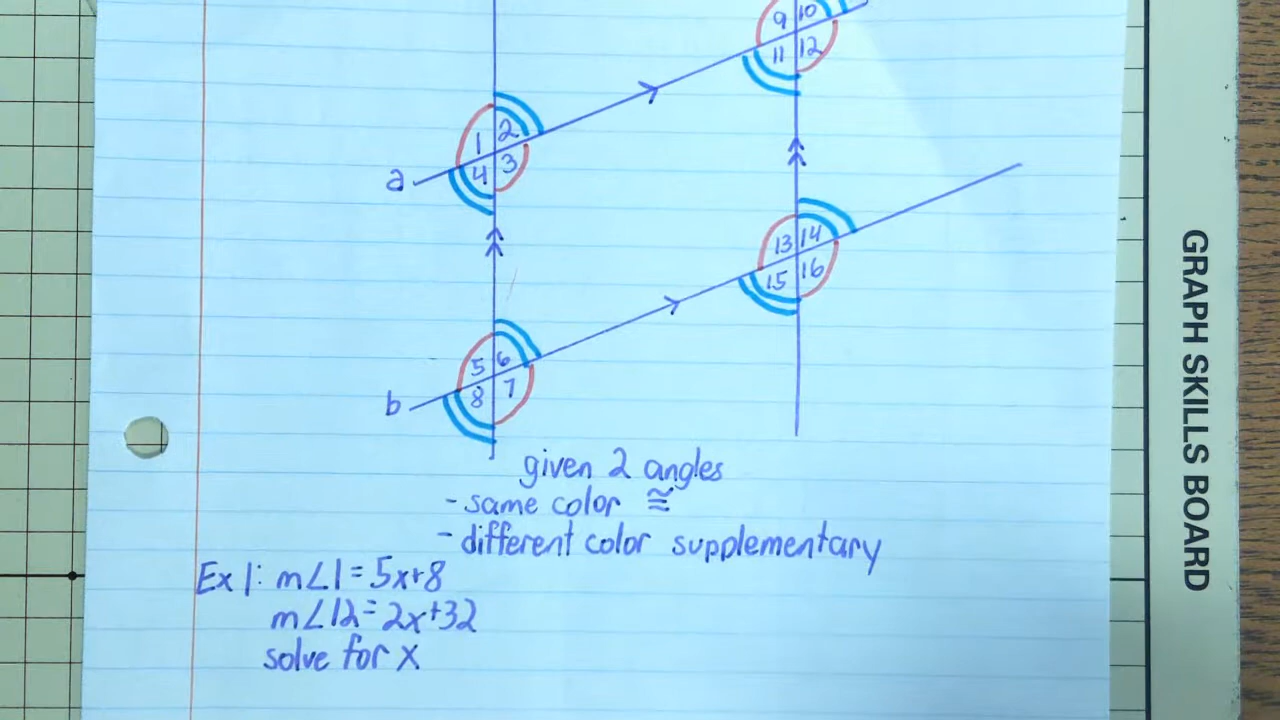 9 10
11 12
1 2
4 3
a
13 14
15 16
5 6
8 7
b
given 2 angles
- same color ≅
- different color supplementary
Ex 1: m∠1 = 5x+8
m∠12 = 2x+32
solve for x
GRAPH SKILLS BOARD